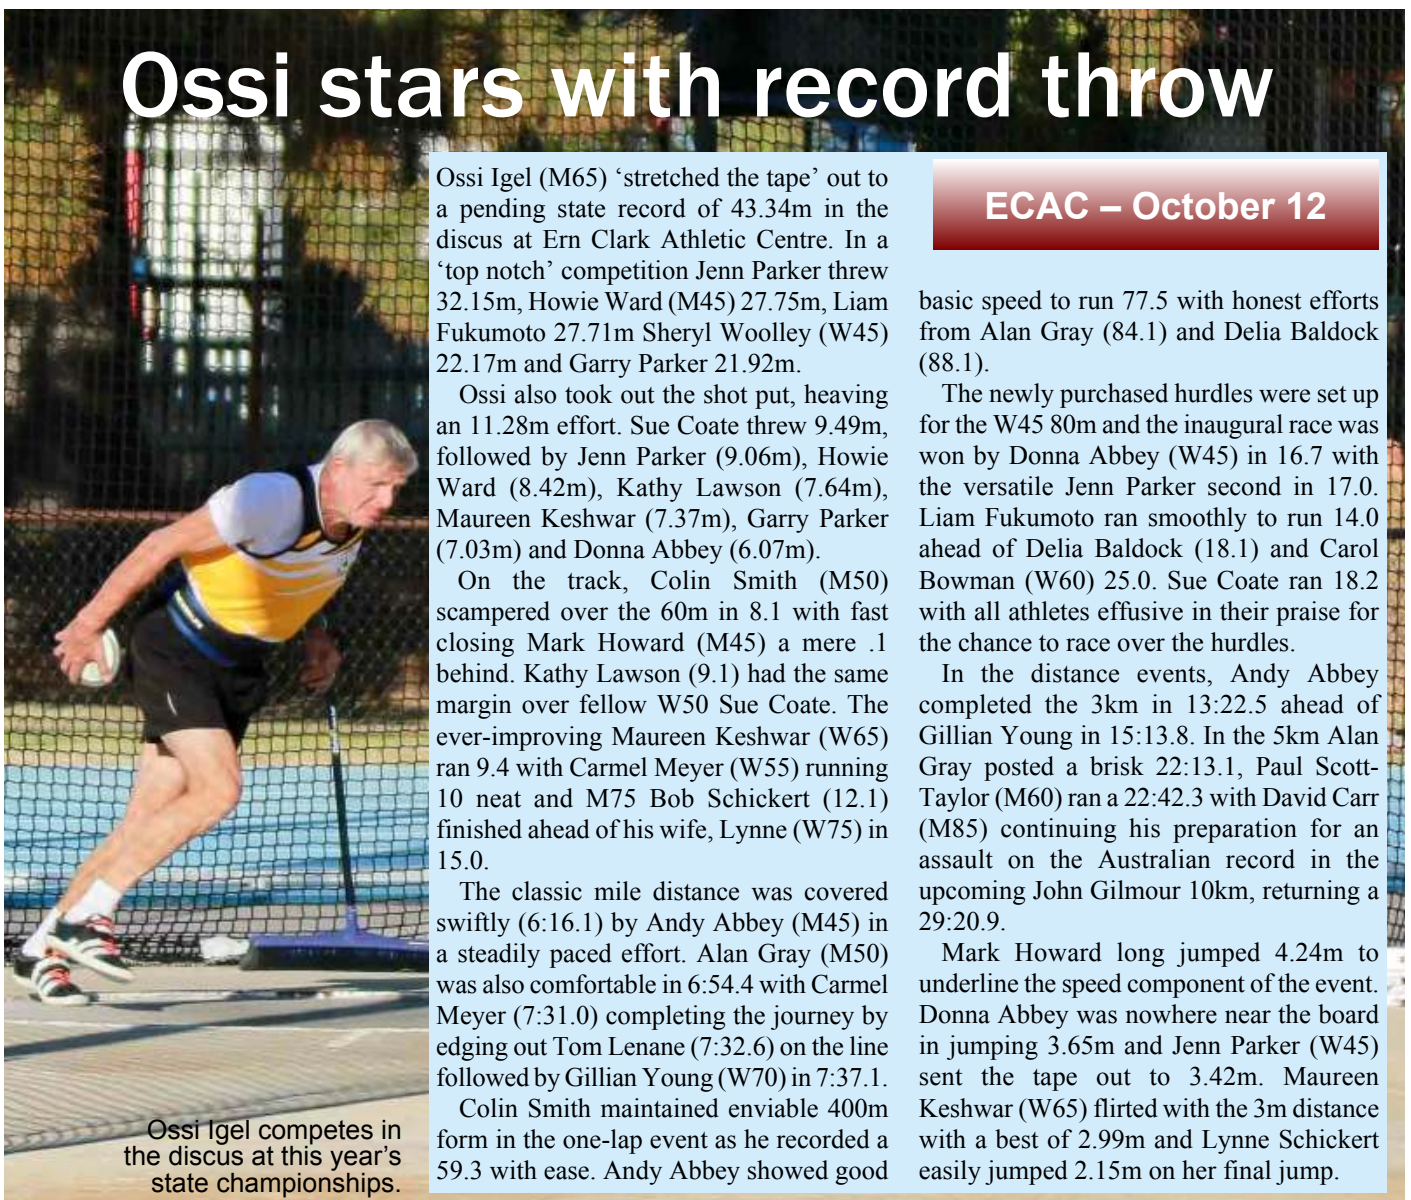 Ossi stars with record throw
Ossi Igel (M65) ‘stretched the tape’ out to
a pending state record of 43.34m in the
discus at Ern Clark Athletic Centre. In a
‘top notch’ competition Jenn Parker threw
32.15m, Howie Ward (M45) 27.75m, Liam
Fukumoto 27.71m Sheryl Woolley (W45)
22.17m and Garry Parker 21.92m.
Ossi also took out the shot put, heaving
an 11.28m effort. Sue Coate threw 9.49m,
followed by Jenn Parker (9.06m), Howie
Ward (8.42m), Kathy Lawson (7.64m),
Maureen Keshwar (7.37m), Garry Parker
(7.03m) and Donna Abbey (6.07m).
On the track, Colin Smith (M50)
scampered over the 60m in 8.1 with fast
closing Mark Howard (M45) a mere .1
behind. Kathy Lawson (9.1) had the same
margin over fellow W50 Sue Coate. The
ever-improving Maureen Keshwar (W65)
ran 9.4 with Carmel Meyer (W55) running
10 neat and M75 Bob Schickert (12.1)
finished ahead of his wife, Lynne (W75) in
15.0.
The classic mile distance was covered
swiftly (6:16.1) by Andy Abbey (M45) in
a steadily paced effort. Alan Gray (M50)
was also comfortable in 6:54.4 with Carmel
Meyer (7:31.0) completing the journey by
edging out Tom Lenane (7:32.6) on the line
followed by Gillian Young (W70) in 7:37.1.
Colin Smith maintained enviable 400m
form in the one-lap event as he recorded a
59.3 with ease. Andy Abbey showed good
ECAC – October 12
basic speed to run 77.5 with honest efforts
from Alan Gray (84.1) and Delia Baldock
(88.1).
The newly purchased hurdles were set up
for the W45 80m and the inaugural race was
won by Donna Abbey (W45) in 16.7 with
the versatile Jenn Parker second in 17.0.
Liam Fukumoto ran smoothly to run 14.0
ahead of Delia Baldock (18.1) and Carol
Bowman (W60) 25.0. Sue Coate ran 18.2
with all athletes effusive in their praise for
the chance to race over the hurdles.
In the distance events, Andy Abbey
completed the 3km in 13:22.5 ahead of
Gillian Young in 15:13.8. In the 5km Alan
Gray posted a brisk 22:13.1, Paul Scott-
Taylor (M60) ran a 22:42.3 with David Carr
(M85) continuing his preparation for an
assault on the Australian record in the
upcoming John Gilmour 10km, returning a
29:20.9.
Mark Howard long jumped 4.24m to
underline the speed component of the event.
Donna Abbey was nowhere near the board
in jumping 3.65m and Jenn Parker (W45)
sent the tape out to 3.42m. Maureen
Keshwar (W65) flirted with the 3m distance
with a best of 2.99m and Lynne Schickert
easily jumped 2.15m on her final jump.
Ossi Igel competes in
the discus at this year’s
state championships.